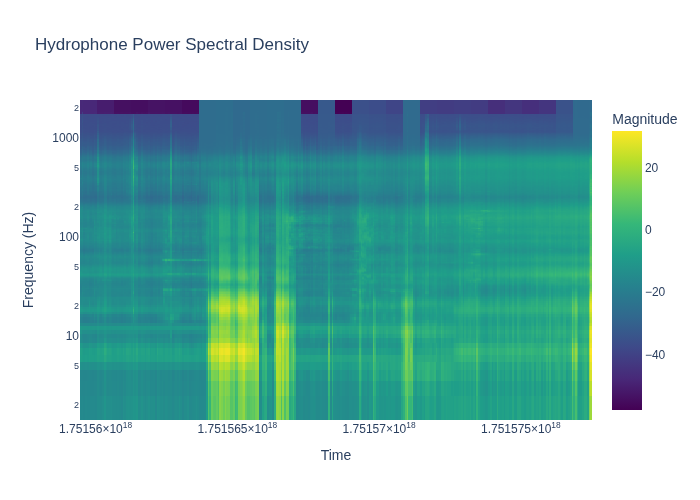 Hydrophone Power Spectral Density
Magnitude
2
1000
5
2
100
5
2
10
5
2
20
0
−20
−40
Frequency (Hz)
1.75156×10¹⁸ 1.751565×10¹⁸ 1.75157×10¹⁸ 1.751575×10¹⁸
Time